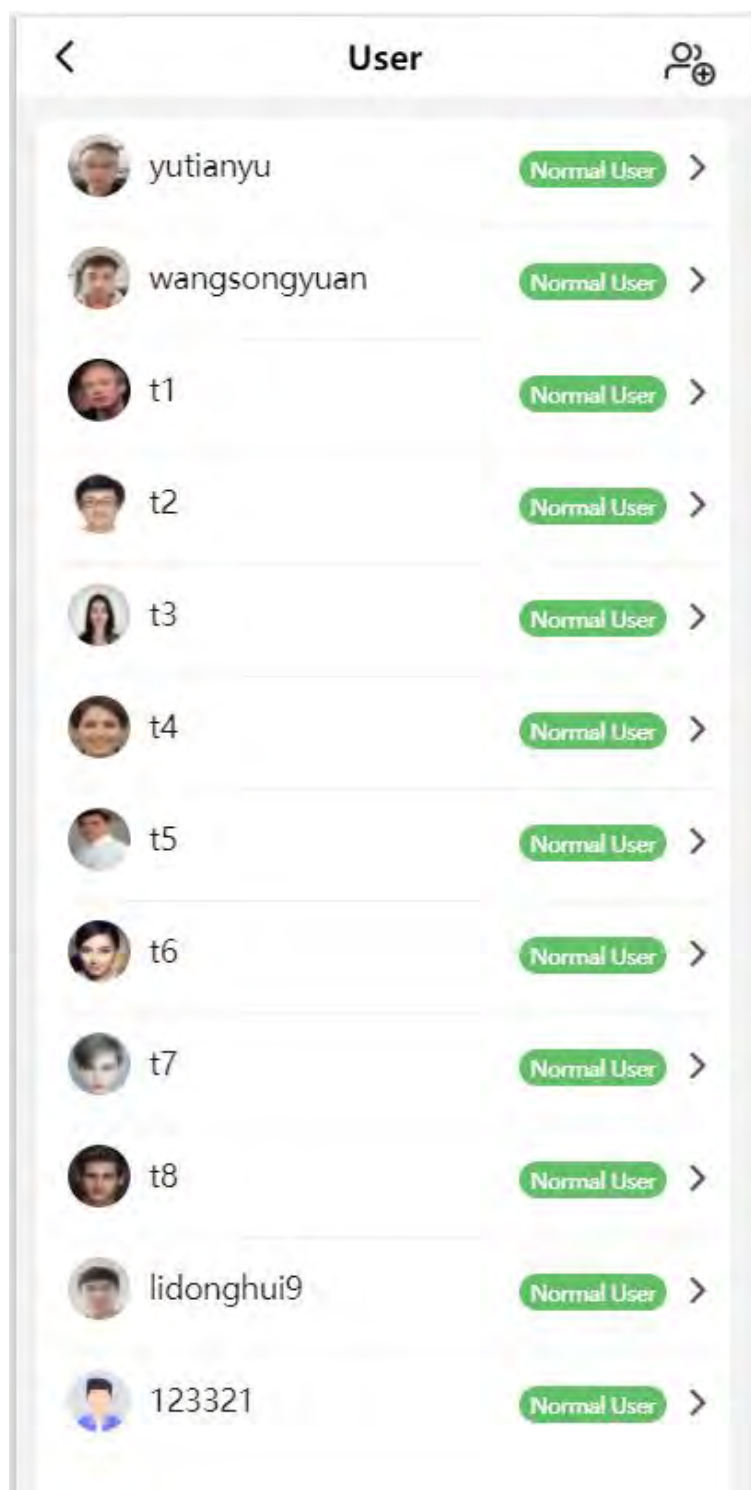 User
yutianyu Normal User
wangsongyuan Normal User
t1 Normal User
t2 Normal User
t3 Normal User
t4 Normal User
t5 Normal User
t6 Normal User
t7 Normal User
t8 Normal User
lidonghui9 Normal User
123321 Normal User